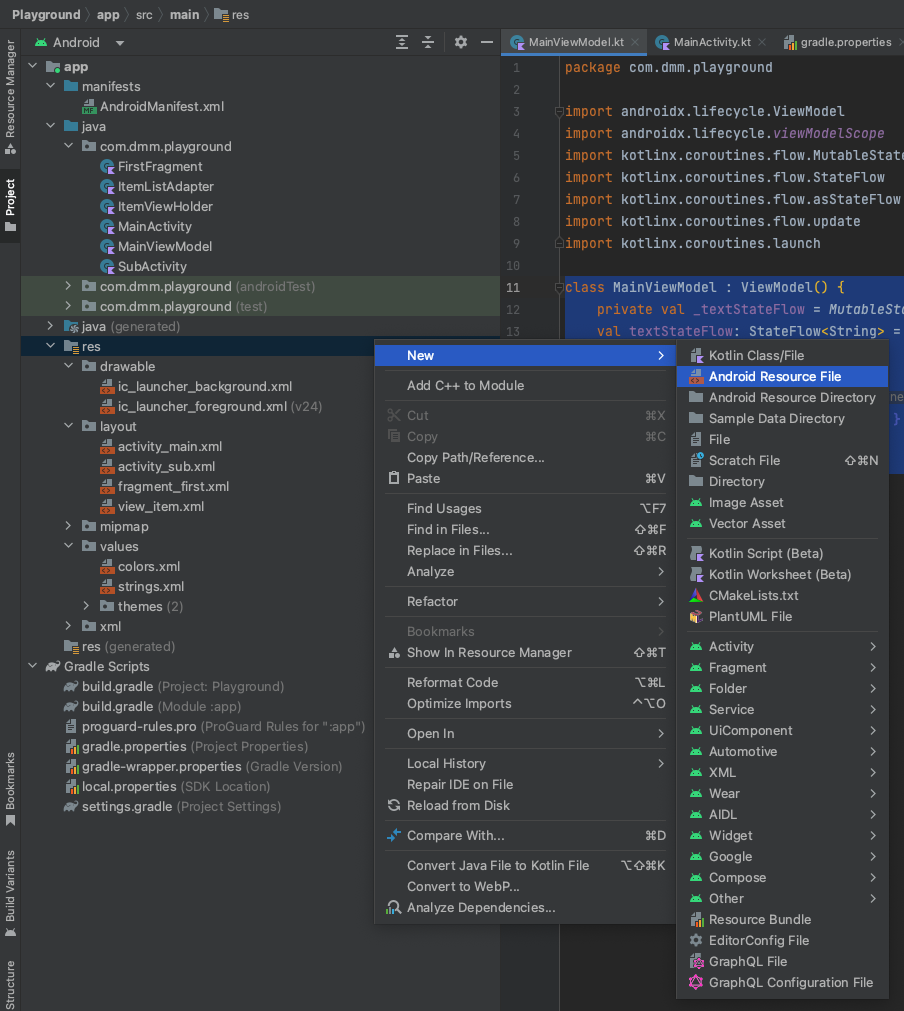 Playground app src main res
Resource Manager
Project
Bookmarks
Build Variants
Structure
Android
app
manifests
AndroidManifest.xml
java
com.dmm.playground
FirstFragment
ItemListAdapter
ItemViewHolder
MainActivity
MainViewModel
SubActivity
com.dmm.playground (androidTest)
com.dmm.playground (test)
java (generated)
res
drawable
ic_launcher_background.xml
ic_launcher_foreground.xml (v24)
layout
activity_main.xml
activity_sub.xml
fragment_first.xml
view_item.xml
mipmap
values
colors.xml
strings.xml
themes (2)
xml
res (generated)
Gradle Scripts
build.gradle (Project: Playground)
build.gradle (Module :app)
proguard-rules.pro (ProGuard Rules for ":app")
gradle.properties (Project Properties)
gradle-wrapper.properties (Gradle Version)
local.properties (SDK Location)
settings.gradle (Project Settings)
MainViewModel.kt MainActivity.kt gradle.properties
1 package com.dmm.playground
2
3 import androidx.lifecycle.ViewModel
4 import androidx.lifecycle.viewModelScope
5 import kotlinx.coroutines.flow.MutableState
6 import kotlinx.coroutines.flow.StateFlow
7 import kotlinx.coroutines.flow.asStateFlow
8 import kotlinx.coroutines.flow.update
9 import kotlinx.coroutines.launch
10
11 class MainViewModel : ViewModel() {
12 private val _textStateFlow = MutableSta
13 val textStateFlow: StateFlow<String> =
}
New
Add C++ to Module
Cut ⌘X
Copy ⌘C
Copy Path/Reference...
Paste ⌘V
Find Usages ⌥F7
Find in Files... ⇧⌘F
Replace in Files... ⇧⌘R
Analyze
Refactor
Bookmarks
Show In Resource Manager ⇧⌘T
Reformat Code ⌥⌘L
Optimize Imports ^⌥O
Open In
Local History
Repair IDE on File
Reload from Disk
Compare With... ⌘D
Convert Java File to Kotlin File ⌥⇧⌘K
Convert to WebP...
Analyze Dependencies...
Kotlin Class/File
Android Resource File
Android Resource Directory
Sample Data Directory
File
Scratch File ⇧⌘N
Directory
Image Asset
Vector Asset
Kotlin Script (Beta)
Kotlin Worksheet (Beta)
CMakeLists.txt
PlantUML File
Activity
Fragment
Folder
Service
UiComponent
Automotive
XML
Wear
AIDL
Widget
Google
Compose
Other
Resource Bundle
EditorConfig File
GraphQL File
GraphQL Configuration File